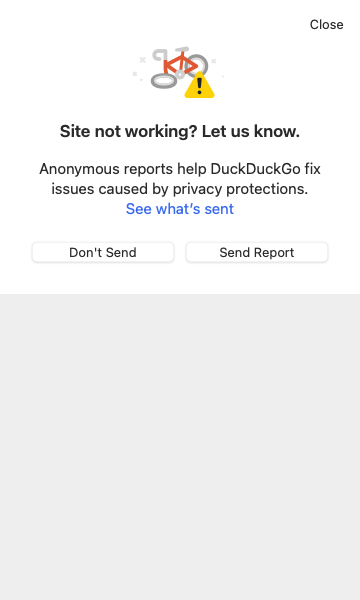 Close
Site not working? Let us know.
Anonymous reports help DuckDuckGo fix
issues caused by privacy protections.
See what’s sent
Don't Send
Send Report